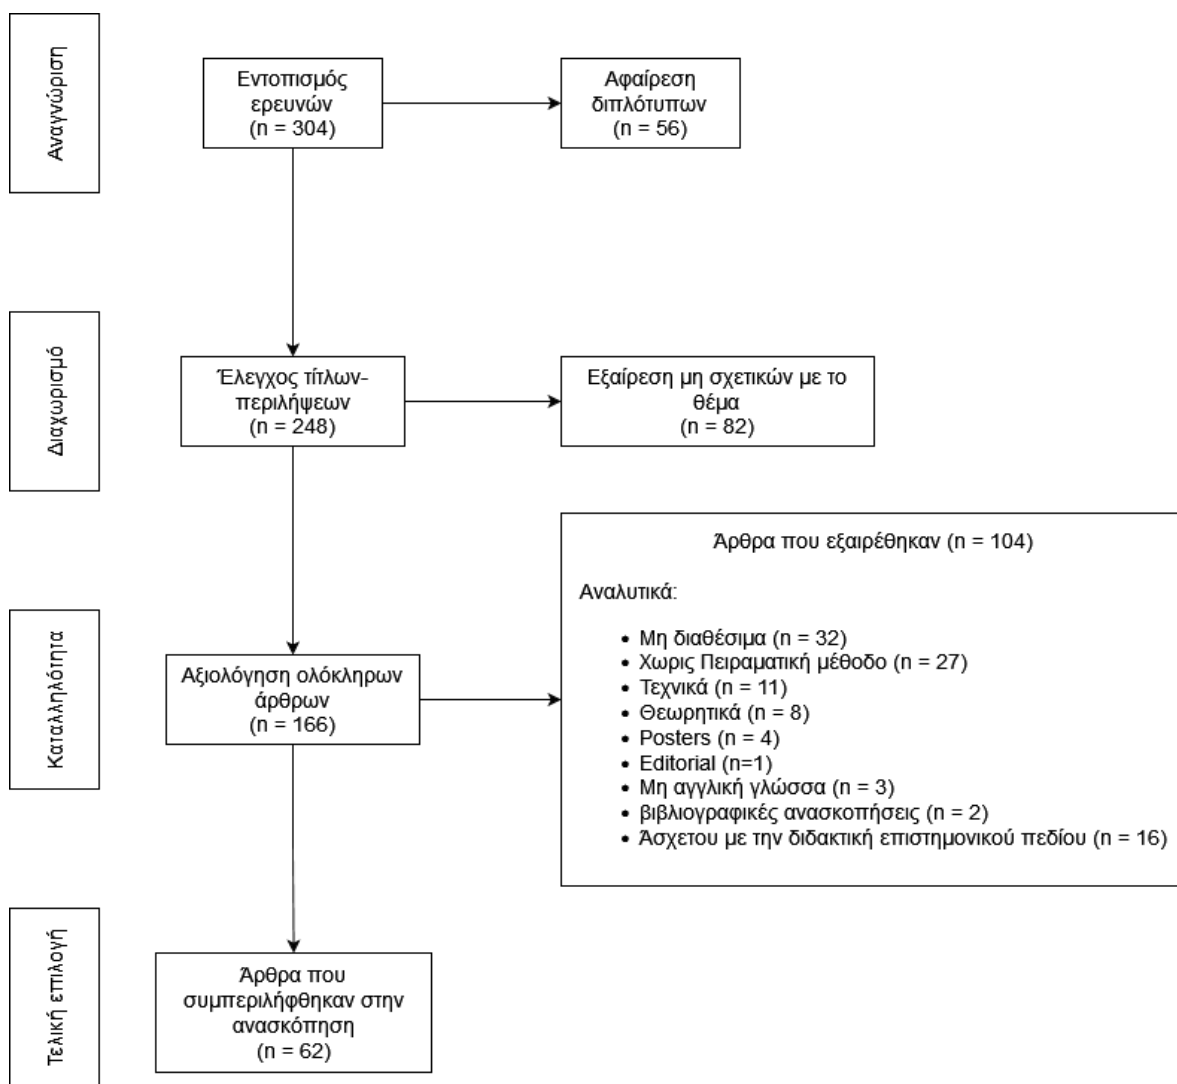 Αναγνώριση
Εντοπισμός
ερευνών
(n = 304)
Αφαίρεση
διπλότυπων
(n = 56)
Διαχωρισμό
Έλεγχος τίτλων-
περιλήψεων
(n = 248)
Εξαίρεση μη σχετικών με το
θέμα
(n = 82)
Καταλληλότητα
Αξιολόγηση ολόκληρων
άρθρων
(n = 166)
Άρθρα που εξαιρέθηκαν (n = 104)
Αναλυτικά:
• Μη διαθέσιμα (n = 32)
• Χωρις Πειραματική μέθοδο (n = 27)
• Τεχνικά (n = 11)
• Θεωρητικά (n = 8)
• Posters (n = 4)
• Editorial (n=1)
• Μη αγγλική γλώσσα (n = 3)
• βιβλιογραφικές ανασκοπήσεις (n = 2)
• Άσχετου με την διδακτική επιστημονικού πεδίου (n = 16)
Τελική επιλογή
Άρθρα που
συμπεριλήφθηκαν στην
ανασκόπηση
(n = 62)